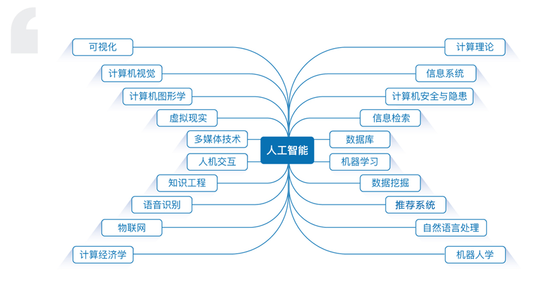 可视化
计算机视觉
计算机图形学
虚拟现实
多媒体技术
人机交互
知识工程
语音识别
物联网
计算经济学
人工智能
计算理论
信息系统
计算机安全与隐患
信息检索
数据库
机器学习
数据挖掘
推荐系统
自然语言处理
机器人学